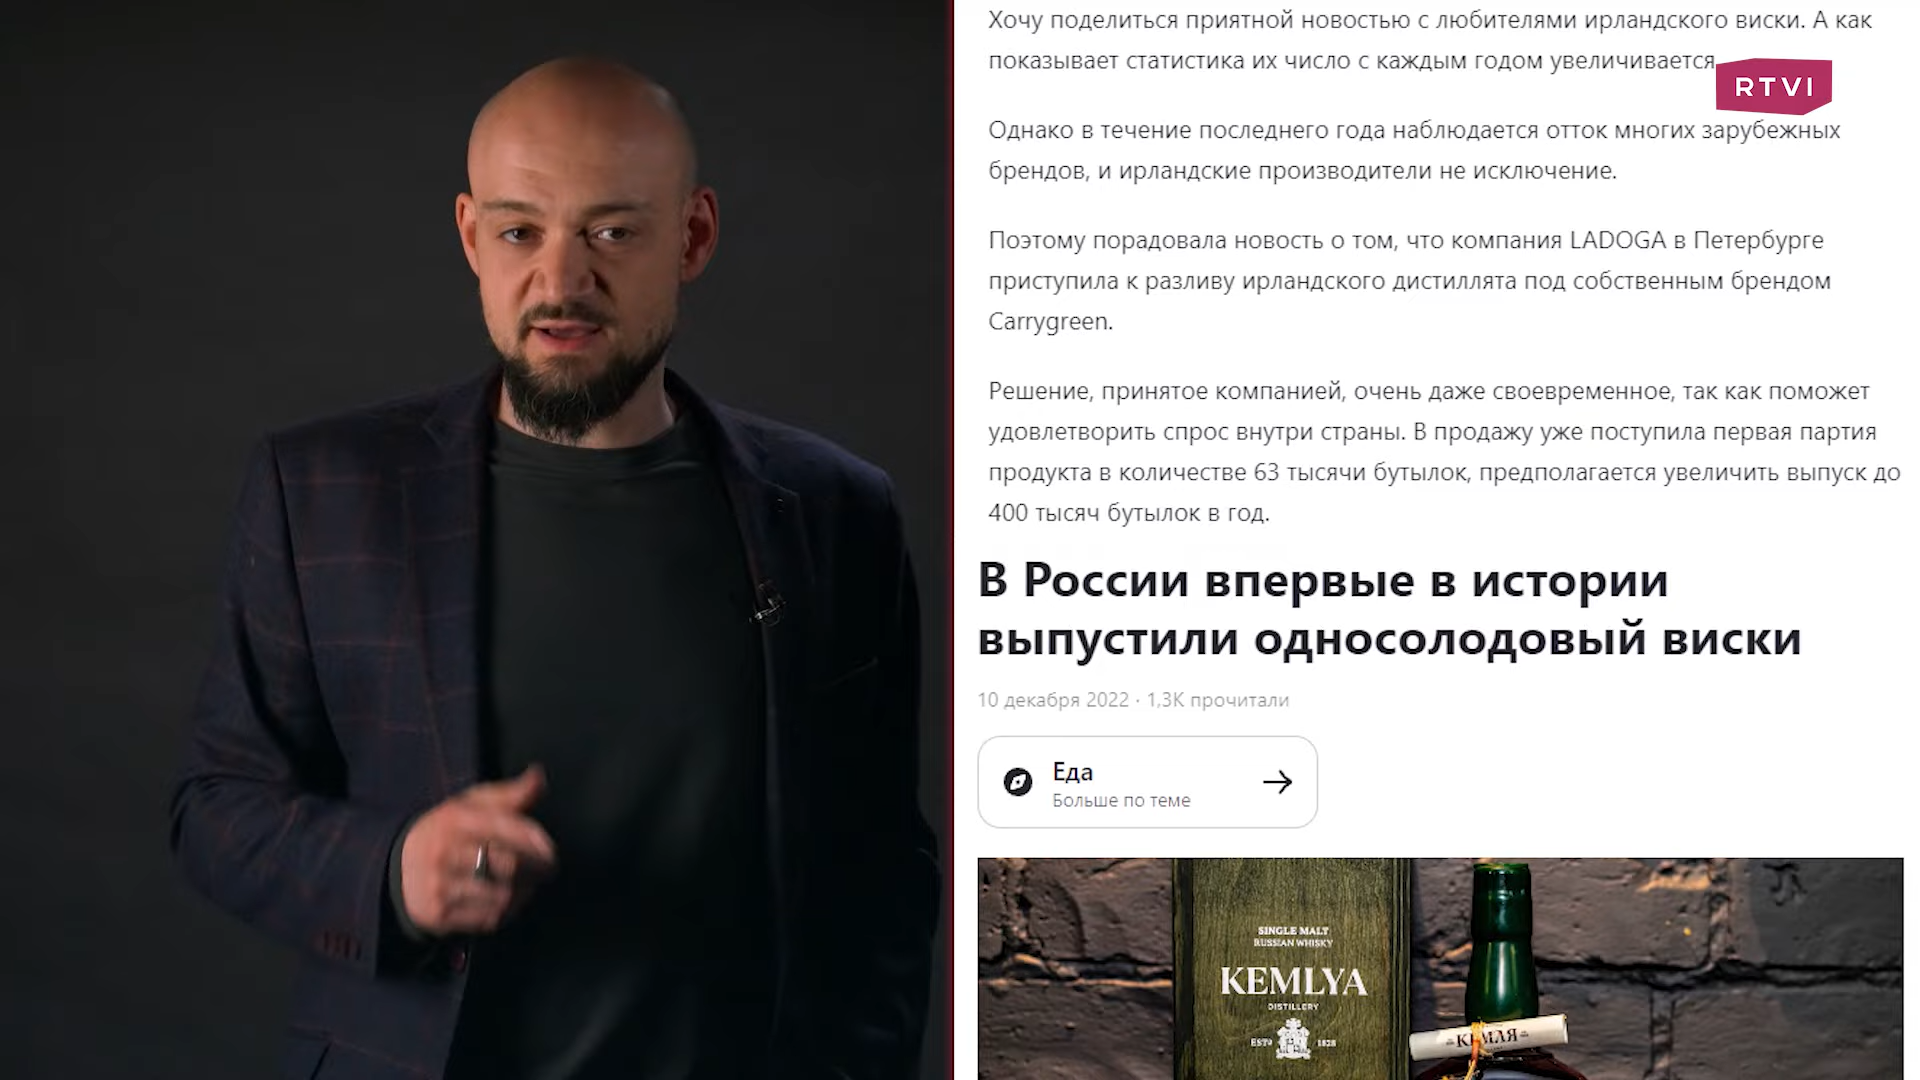 Хочу поделиться приятной новостью с любителями ирландского виски. А как
показывает статистика их число с каждым годом увеличивается.
RTVI
Однако в течение последнего года наблюдается отток многих зарубежных
брендов, и ирландские производители не исключение.
Поэтому порадовала новость о том, что компания LADOGA в Петербурге
приступила к разливу ирландского дистиллята под собственным брендом
Carrygreen.
Решение, принятое компанией, очень даже своевременное, так как поможет
удовлетворить спрос внутри страны. В продажу уже поступила первая партия
продукта в количестве 63 тысячи бутылок, предполагается увеличить выпуск до
400 тысяч бутылок в год.
В России впервые в истории
выпустили односолодовый виски
10 декабря 2022 · 1,3K прочитали
Еда
Больше по теме
SINGLE MALT
RUSSIAN WHISKY
KEMLYA
DISTILLERY
ESTD 1828
КЕМЛЯ